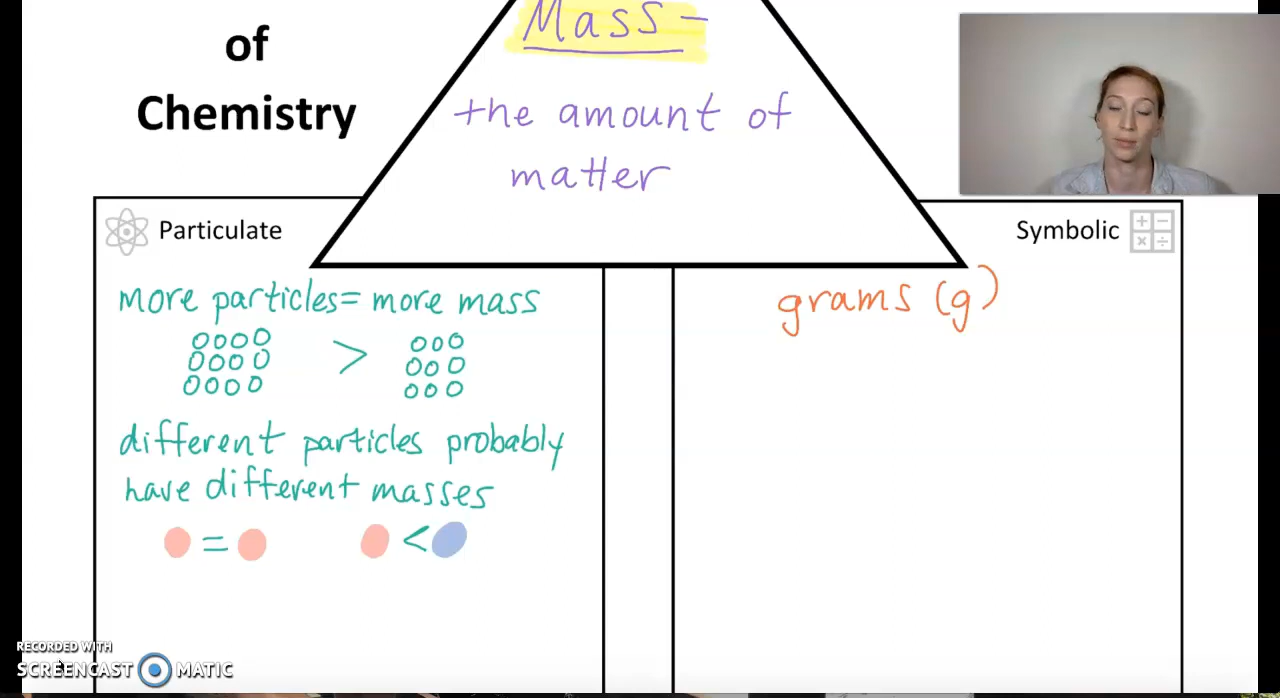 of
Chemistry
Mass-
the amount of
matter
Particulate
Symbolic
more particles= more mass
>
different particles probably
have different masses
= <
grams (g)
RECORDED WITH
SCREENCAST MATIC